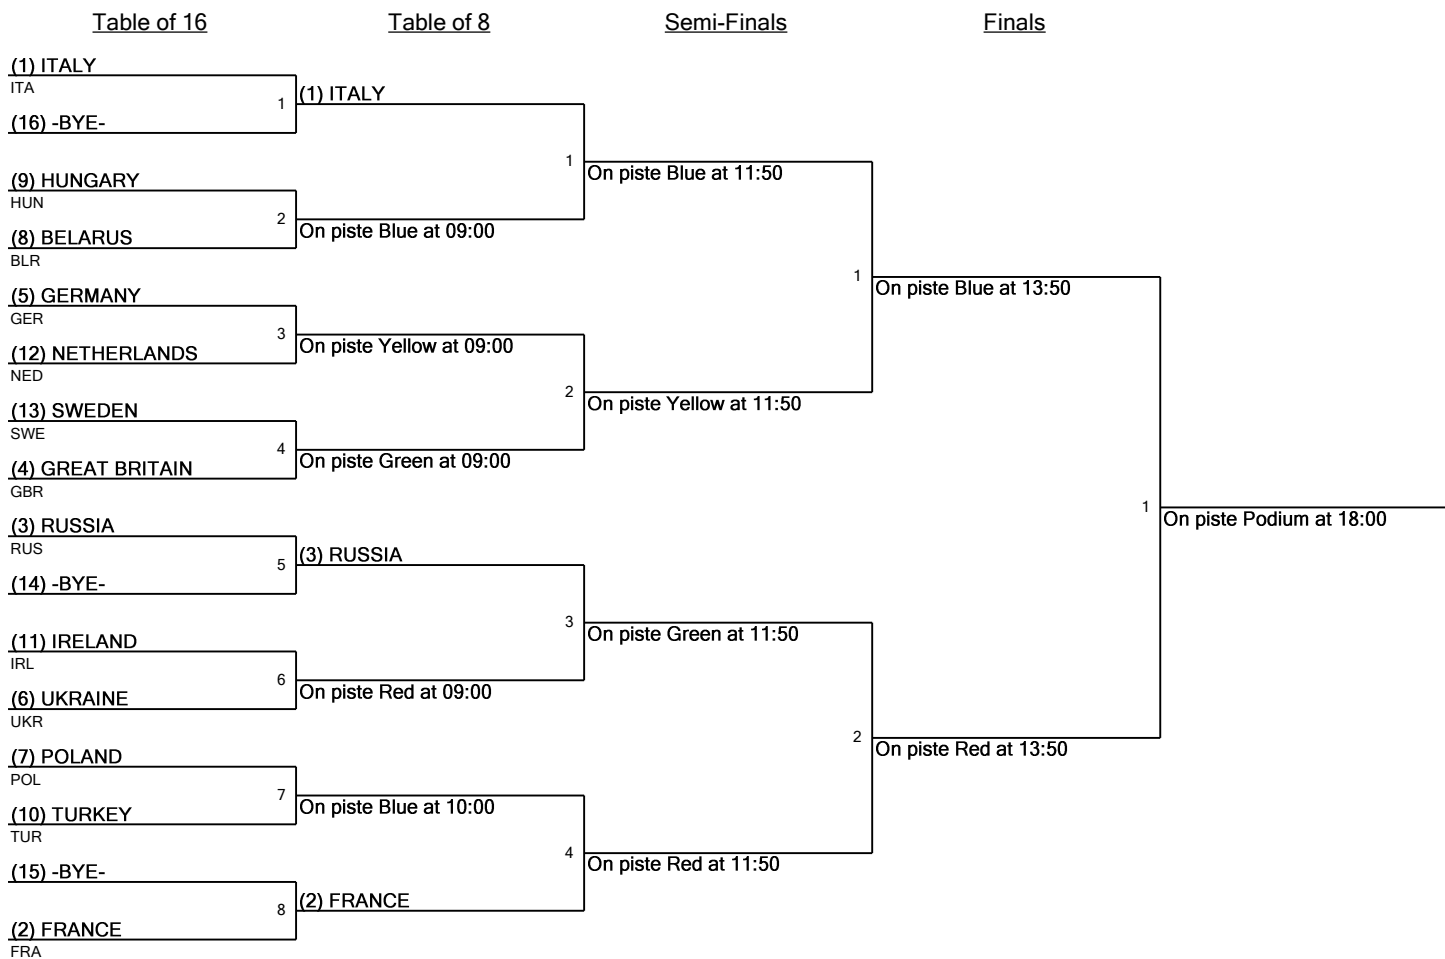 Table of 16 Table of 8 Semi-Finals Finals
(1) ITALY
ITA
1
(1) ITALY
(16) -BYE-
1
On piste Blue at 11:50
(9) HUNGARY
HUN
2
On piste Blue at 09:00
(8) BELARUS
BLR
1
On piste Blue at 13:50
(5) GERMANY
GER
3
On piste Yellow at 09:00
(12) NETHERLANDS
NED
2
On piste Yellow at 11:50
(13) SWEDEN
SWE
4
On piste Green at 09:00
(4) GREAT BRITAIN
GBR
1
On piste Podium at 18:00
(3) RUSSIA
RUS
5
(3) RUSSIA
(14) -BYE-
3
On piste Green at 11:50
(11) IRELAND
IRL
6
On piste Red at 09:00
(6) UKRAINE
UKR
2
On piste Red at 13:50
(7) POLAND
POL
7
On piste Blue at 10:00
(10) TURKEY
TUR
4
On piste Red at 11:50
(15) -BYE-
8
(2) FRANCE
(2) FRANCE
FRA